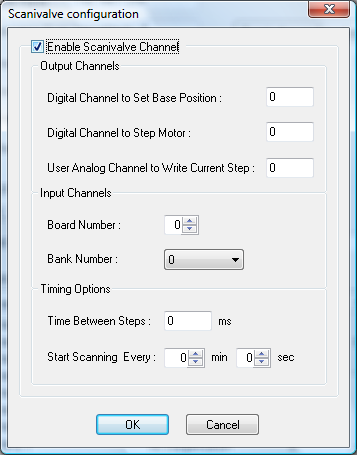 Scanivalve configuration
Enable Scanivalve Channel
Output Channels
Digital Channel to Set Base Position : 0
Digital Channel to Step Motor : 0
User Analog Channel to Write Current Step : 0
Input Channels
Board Number : 0
Bank Number : 0
Timing Options
Time Between Steps : 0 ms
Start Scanning Every : 0 min 0 sec
OK Cancel